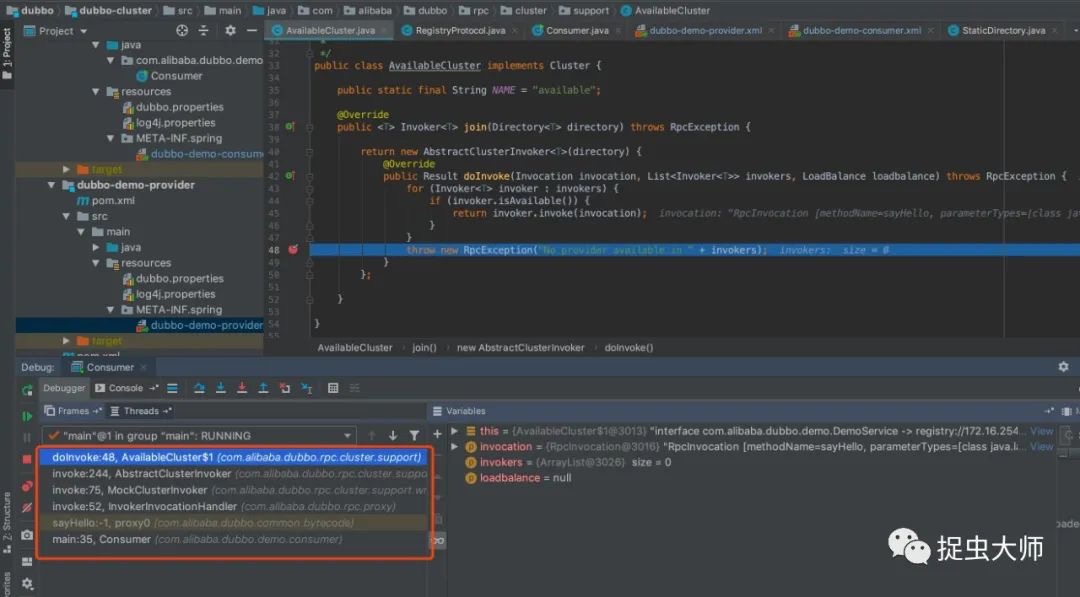 dubbo dubbo-cluster src main java com alibaba dubbo rpc cluster support AvailableCluster
Project
AvailableCluster.java RegistryProtocol.java Consumer.java dubbo-demo-provider.xml dubbo-demo-consumer.xml StaticDirectory.java
1: Project
java
com.alibaba.dubbo.demo
Consumer
resources
dubbo.properties
log4j.properties
META-INF.spring
dubbo-demo-consum
target
dubbo-demo-provider
pom.xml
src
main
java
resources
dubbo.properties
log4j.properties
META-INF.spring
dubbo-demo-provider
target
pom.xml
32 */
33 public class AvailableCluster implements Cluster {
34
35 public static final String NAME = "available";
36
37 @Override
38 public <T> Invoker<T> join(Directory<T> directory) throws RpcException {
39
40 return new AbstractClusterInvoker<T>(directory) {
41 @Override
42 public Result doInvoke(Invocation invocation, List<Invoker<T>> invokers, LoadBalance loadbalance) throws RpcException {
43 for (Invoker<T> invoker : invokers) {
44 if (invoker.isAvailable()) {
45 return invoker.invoke(invocation); invocation: "RpcInvocation [methodName=sayHello, parameterTypes=[class jav
46 }
47 }
48 throw new RpcException("No provider available in " + invokers); invokers: size = 0
49 }
50 };
51
52 }
53
54 }
55
AvailableCluster join() new AbstractClusterInvoker doInvoke()
Debug: Consumer
Debugger Console
Frames Threads
Variables
"main"@1 in group "main": RUNNING
doInvoke:48, AvailableCluster$1 (com.alibaba.dubbo.rpc.cluster.support)
invoke:244, AbstractClusterInvoker (com.alibaba.dubbo.rpc.cluster.suppo
invoke:75, MockClusterInvoker (com.alibaba.dubbo.rpc.cluster.support.wr
invoke:52, InvokerInvocationHandler (com.alibaba.dubbo.rpc.proxy)
sayHello:-1, proxy0 (com.alibaba.dubbo.common.bytecode)
main:35, Consumer (com.alibaba.dubbo.demo.consumer)
this = {AvailableCluster$1@3013} "interface com.alibaba.dubbo.demo.DemoService -> registry://172.16.254... View
invocation = {RpcInvocation@3016} "RpcInvocation [methodName=sayHello, parameterTypes=[class java.la... View
invokers = {ArrayList@3026} size = 0
loadbalance = null
Z: Structure
捉虫大师